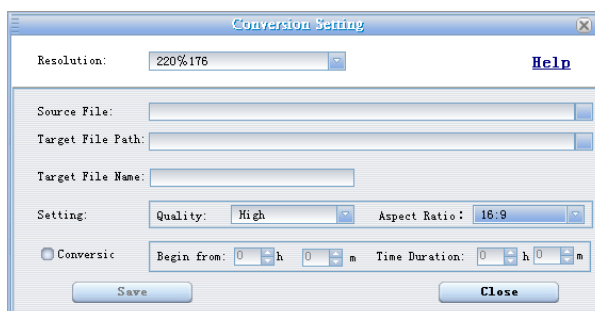 Conversion Setting
Resolution: 220%176 Help
Source File:
Target File Path:
Target File Name:
Setting: Quality: High Aspect Ratio: 16:9
Conversic Begin from: 0 h 0 m Time Duration: 0 h 0 m
Save Close